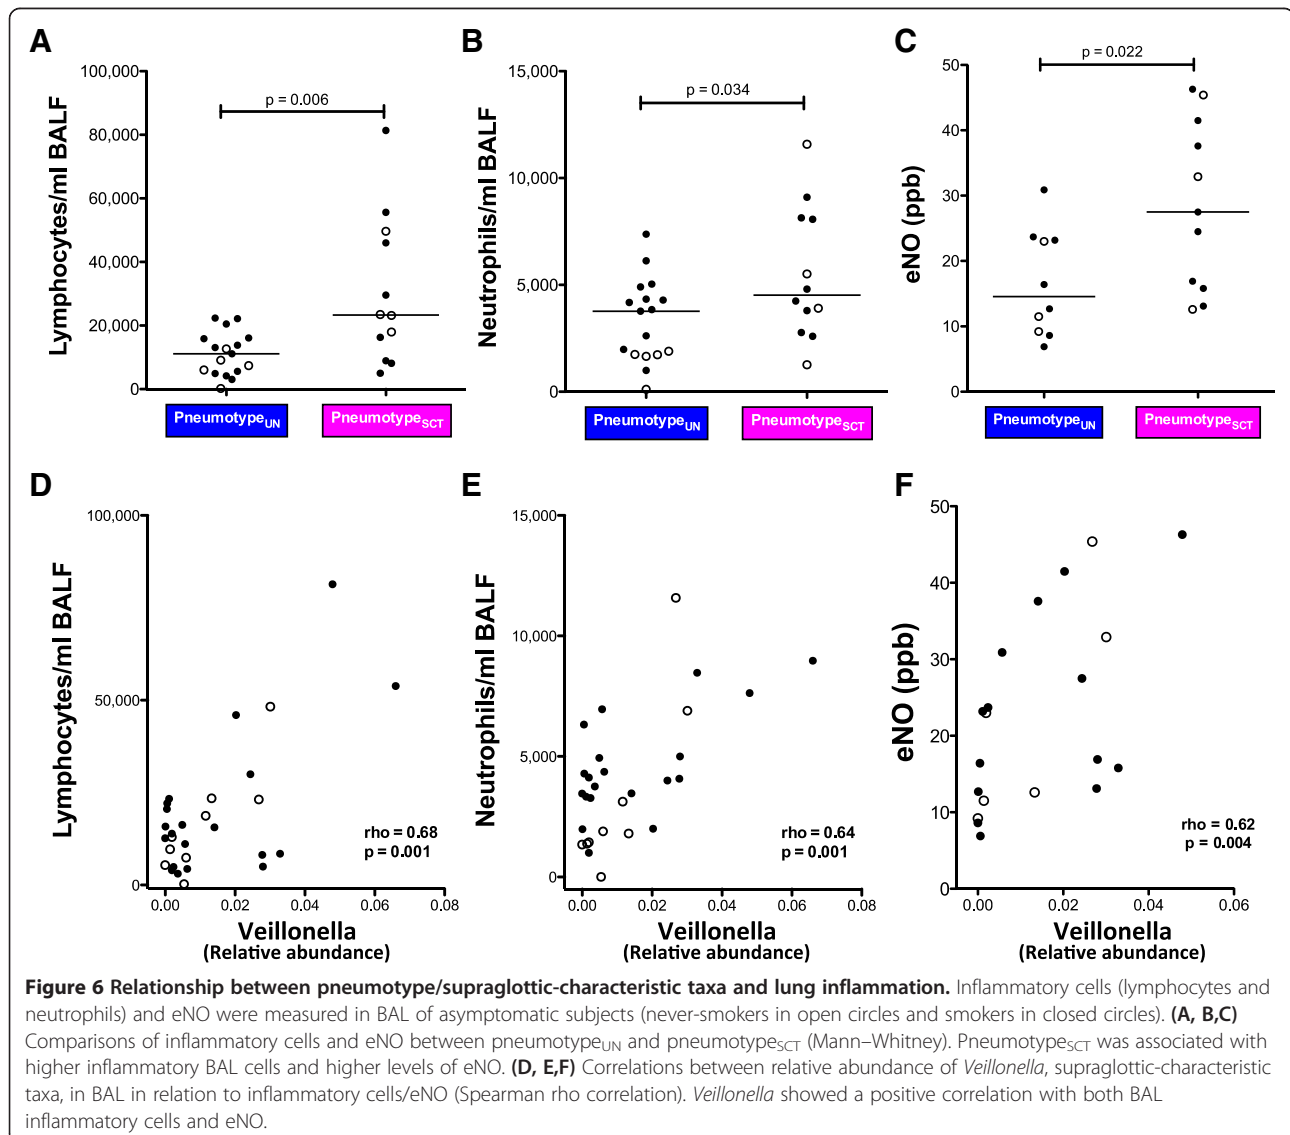 A
B
C
Lymphocytes/ml BALF
100,000
80,000
60,000
40,000
20,000
0
p = 0.006
PneumotypeUN
PneumotypeSCT
Neutrophils/ml BALF
15,000
10,000
5,000
0
p = 0.034
PneumotypeUN
PneumotypeSCT
eNO (ppb)
50
40
30
20
10
0
p = 0.022
PneumotypeUN
PneumotypeSCT
D
E
F
Lymphocytes/ml BALF
100,000
50,000
0
rho = 0.68
p = 0.001
0.00 0.02 0.04 0.06 0.08
Veillonella
(Relative abundance)
Neutrophils/ml BALF
15,000
10,000
5,000
0
rho = 0.64
p = 0.001
0.00 0.02 0.04 0.06 0.08
Veillonella
(Relative abundance)
eNO (ppb)
50
40
30
20
10
0
rho = 0.62
p = 0.004
0.00 0.02 0.04 0.06
Veillonella
(Relative abundance)
Figure 6 Relationship between pneumotype/supraglottic-characteristic taxa and lung inflammation. Inflammatory cells (lymphocytes and
neutrophils) and eNO were measured in BAL of asymptomatic subjects (never-smokers in open circles and smokers in closed circles). (A, B,C)
Comparisons of inflammatory cells and eNO between pneumotypeUN and pneumotypeSCT (Mann–Whitney). PneumotypeSCT was associated with
higher inflammatory BAL cells and higher levels of eNO. (D, E,F) Correlations between relative abundance of Veillonella, supraglottic-characteristic
taxa, in BAL in relation to inflammatory cells/eNO (Spearman rho correlation). Veillonella showed a positive correlation with both BAL
inflammatory cells and eNO.